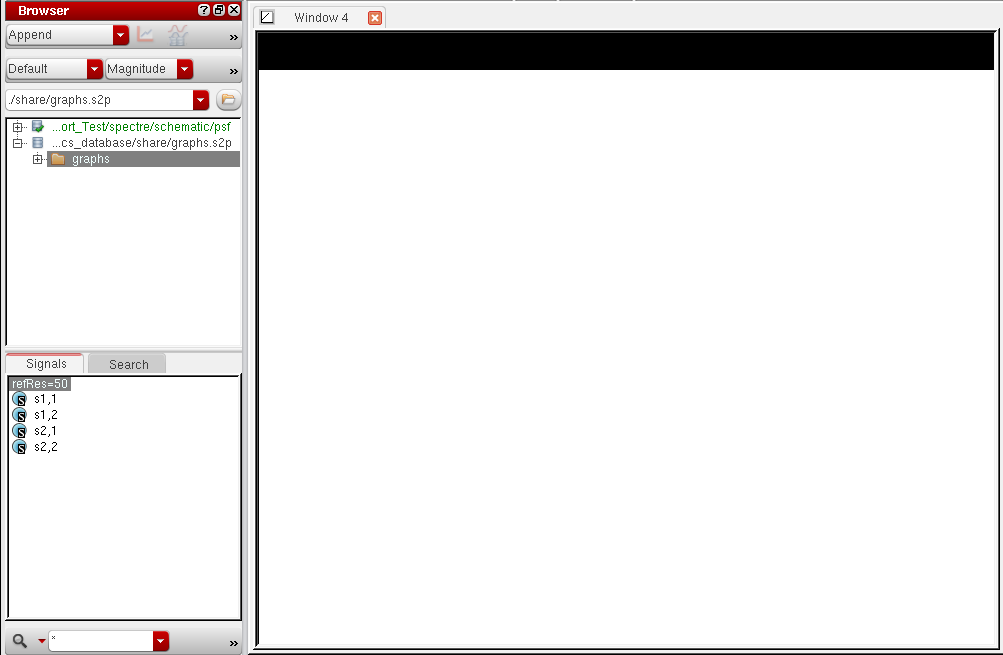 Browser
Append
Default Magnitude
./share/graphs.s2p
...ort_Test/spectre/schematic/psf
...cs_database/share/graphs.s2p
graphs
Signals Search
refRes=50
s1,1
s1,2
s2,1
s2,2
*
Window 4